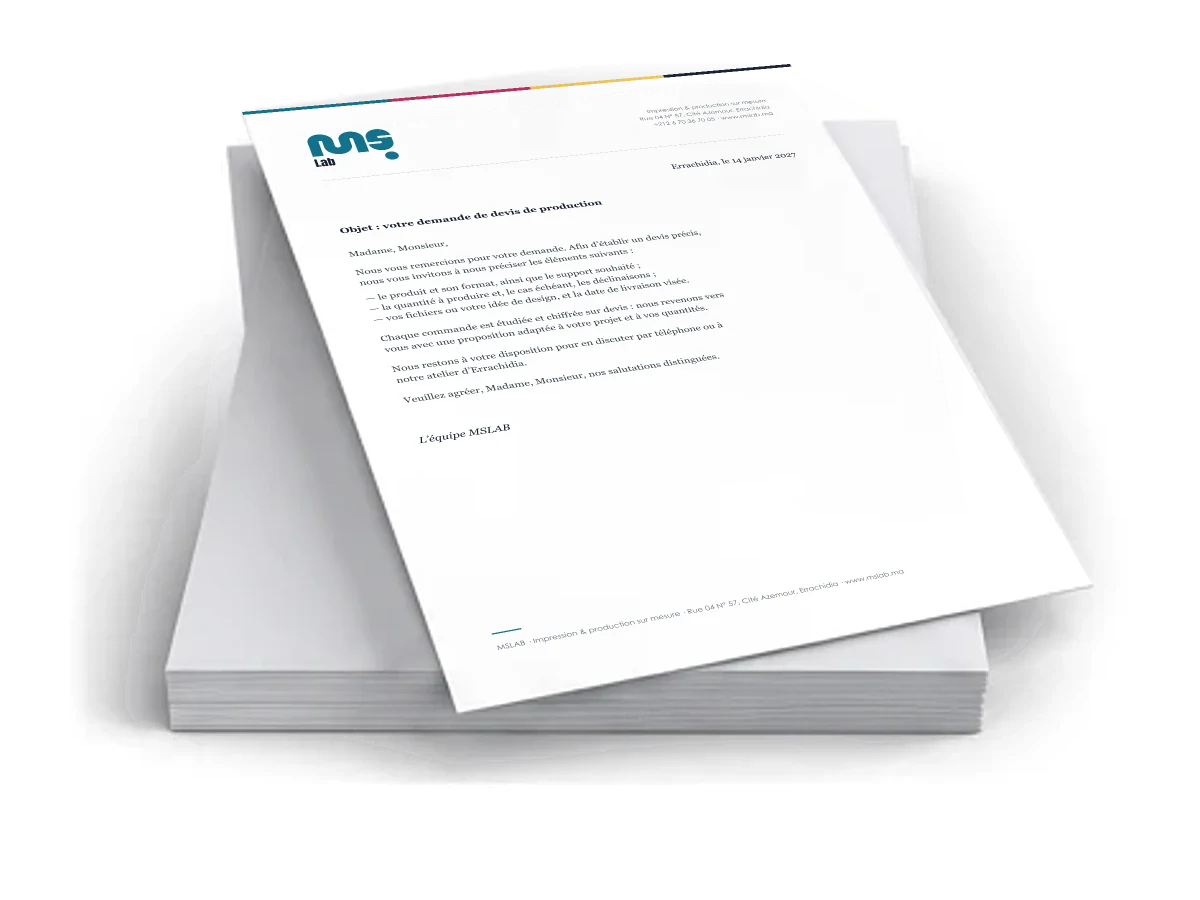 ms
Lab
Impression & production sur mesure
Rue 04 N° 57, Cité Azemour, Errachidia
+212 6 70 36 70 05 · www.mslab.ma
Errachidia, le 14 janvier 2027
Objet : votre demande de devis de production
Madame, Monsieur,
Nous vous remercions pour votre demande. Afin d'établir un devis précis,
nous vous invitons à nous préciser les éléments suivants :
— le produit et son format, ainsi que le support souhaité ;
— la quantité à produire et, le cas échéant, les déclinaisons ;
— vos fichiers ou votre idée de design, et la date de livraison visée.
Chaque commande est étudiée et chiffrée sur devis : nous revenons vers
vous avec une proposition adaptée à votre projet et à vos quantités.
Nous restons à votre disposition pour en discuter par téléphone ou à
notre atelier d'Errachidia.
Veuillez agréer, Madame, Monsieur, nos salutations distinguées.
L'équipe MSLAB
MSLAB · Impression & production sur mesure · Rue 04 N° 57, Cité Azemour, Errachidia · www.mslab.ma